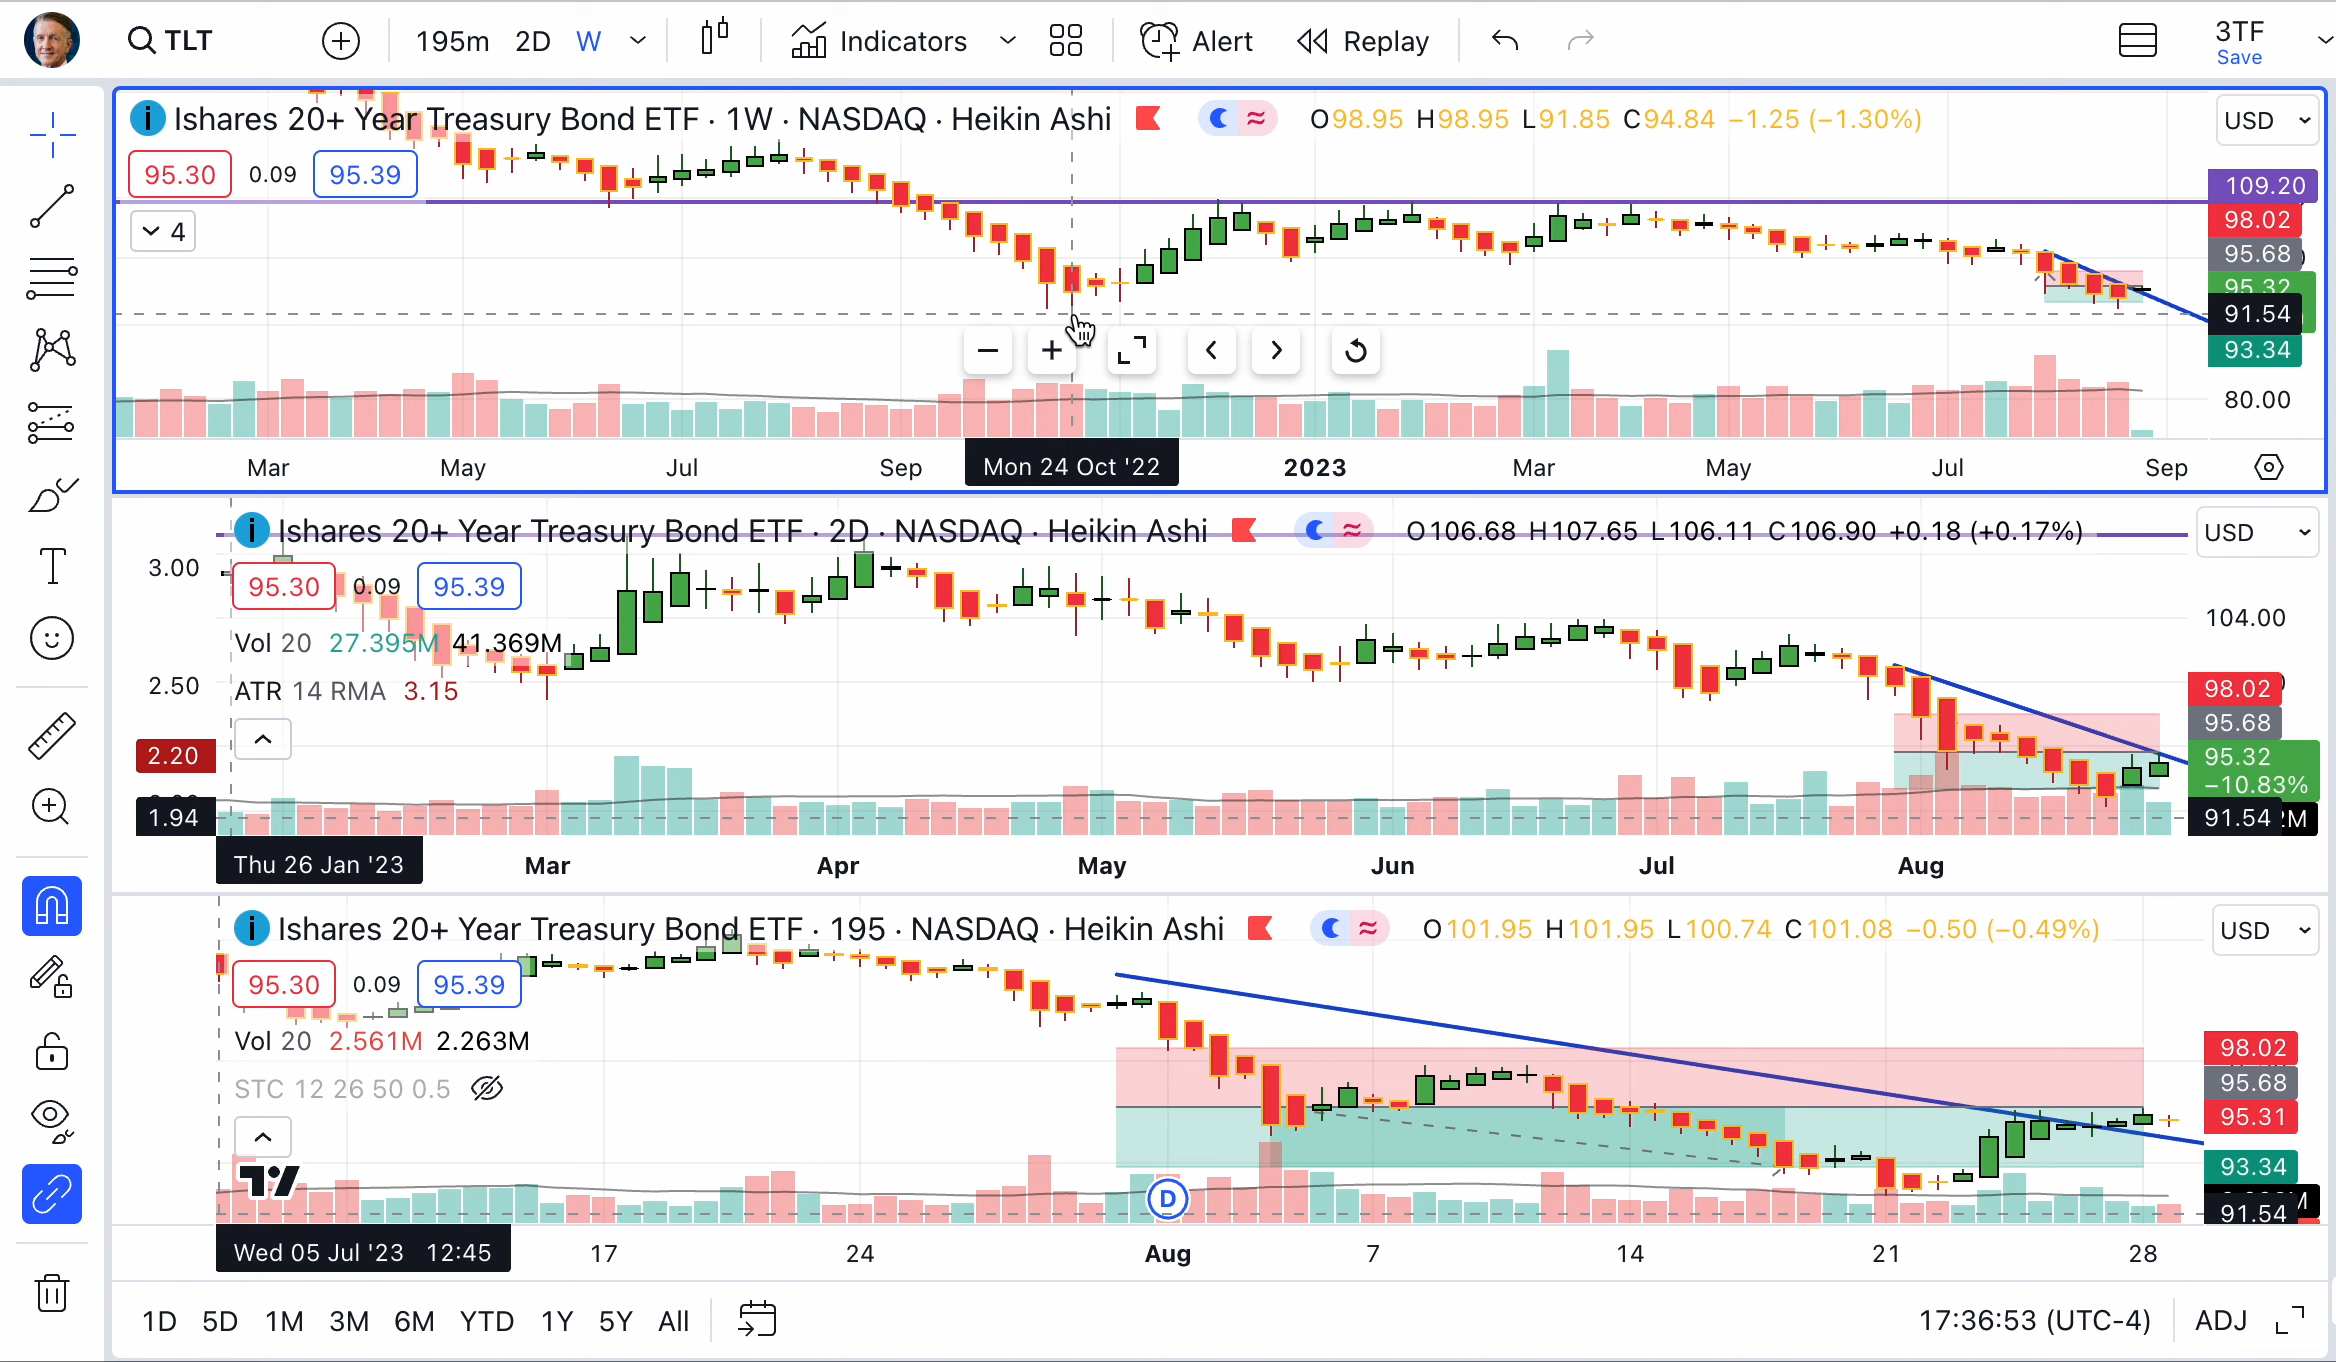 TLT
195m 2D W
Indicators
Alert
Replay
3TF
Save
Ishares 20+ Year Treasury Bond ETF · 1W · NASDAQ · Heikin Ashi
O98.95 H98.95 L91.85 C94.84 −1.25 (−1.30%)
USD
95.30 0.09 95.39
4
109.20
98.02
95.68
95.32
91.54
93.34
80.00
Mar May Jul Sep Mon 24 Oct '22 2023 Mar May Jul Sep
Ishares 20+ Year Treasury Bond ETF · 2D · NASDAQ · Heikin Ashi
O106.68 H107.65 L106.11 C106.90 +0.18 (+0.17%)
USD
3.00
95.30 0.09 95.39
104.00
Vol 20 27.395M 41.369M
2.50
ATR 14 RMA 3.15
98.02
95.68
2.20
95.32
−10.83%
1.94
91.54
Thu 26 Jan '23 Mar Apr May Jun Jul Aug
Ishares 20+ Year Treasury Bond ETF · 195 · NASDAQ · Heikin Ashi
O101.95 H101.95 L100.74 C101.08 −0.50 (−0.49%)
USD
95.30 0.09 95.39
Vol 20 2.561M 2.263M
98.02
STC 12 26 50 0.5
95.68
95.31
93.34
D
91.54
Wed 05 Jul '23 12:45 17 24 Aug 7 14 21 28
1D 5D 1M 3M 6M YTD 1Y 5Y All
17:36:53 (UTC-4) ADJ